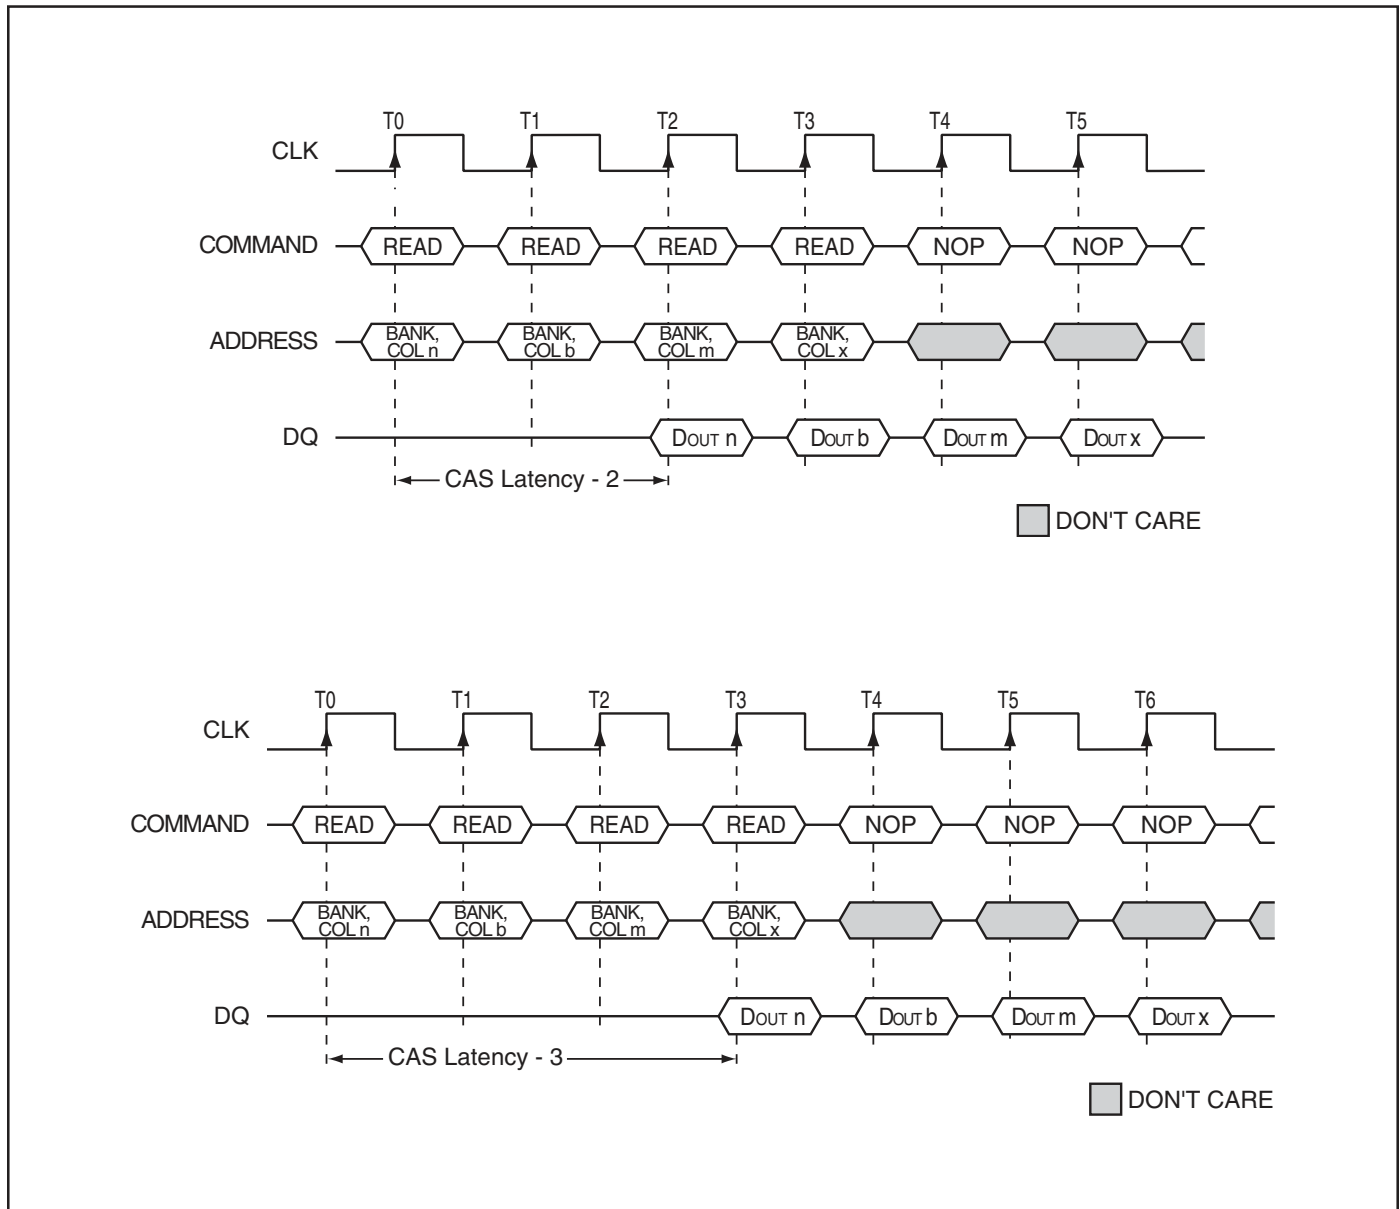 T0 T1 T2 T3 T4 T5
CLK
COMMAND READ READ READ READ NOP NOP
ADDRESS BANK, COL n BANK, COL b BANK, COL m BANK, COL x
DQ DOUT n DOUT b DOUT m DOUT x
CAS Latency - 2
DON'T CARE
T0 T1 T2 T3 T4 T5 T6
CLK
COMMAND READ READ READ READ NOP NOP NOP
ADDRESS BANK, COL n BANK, COL b BANK, COL m BANK, COL x
DQ DOUT n DOUT b DOUT m DOUT x
CAS Latency - 3
DON'T CARE